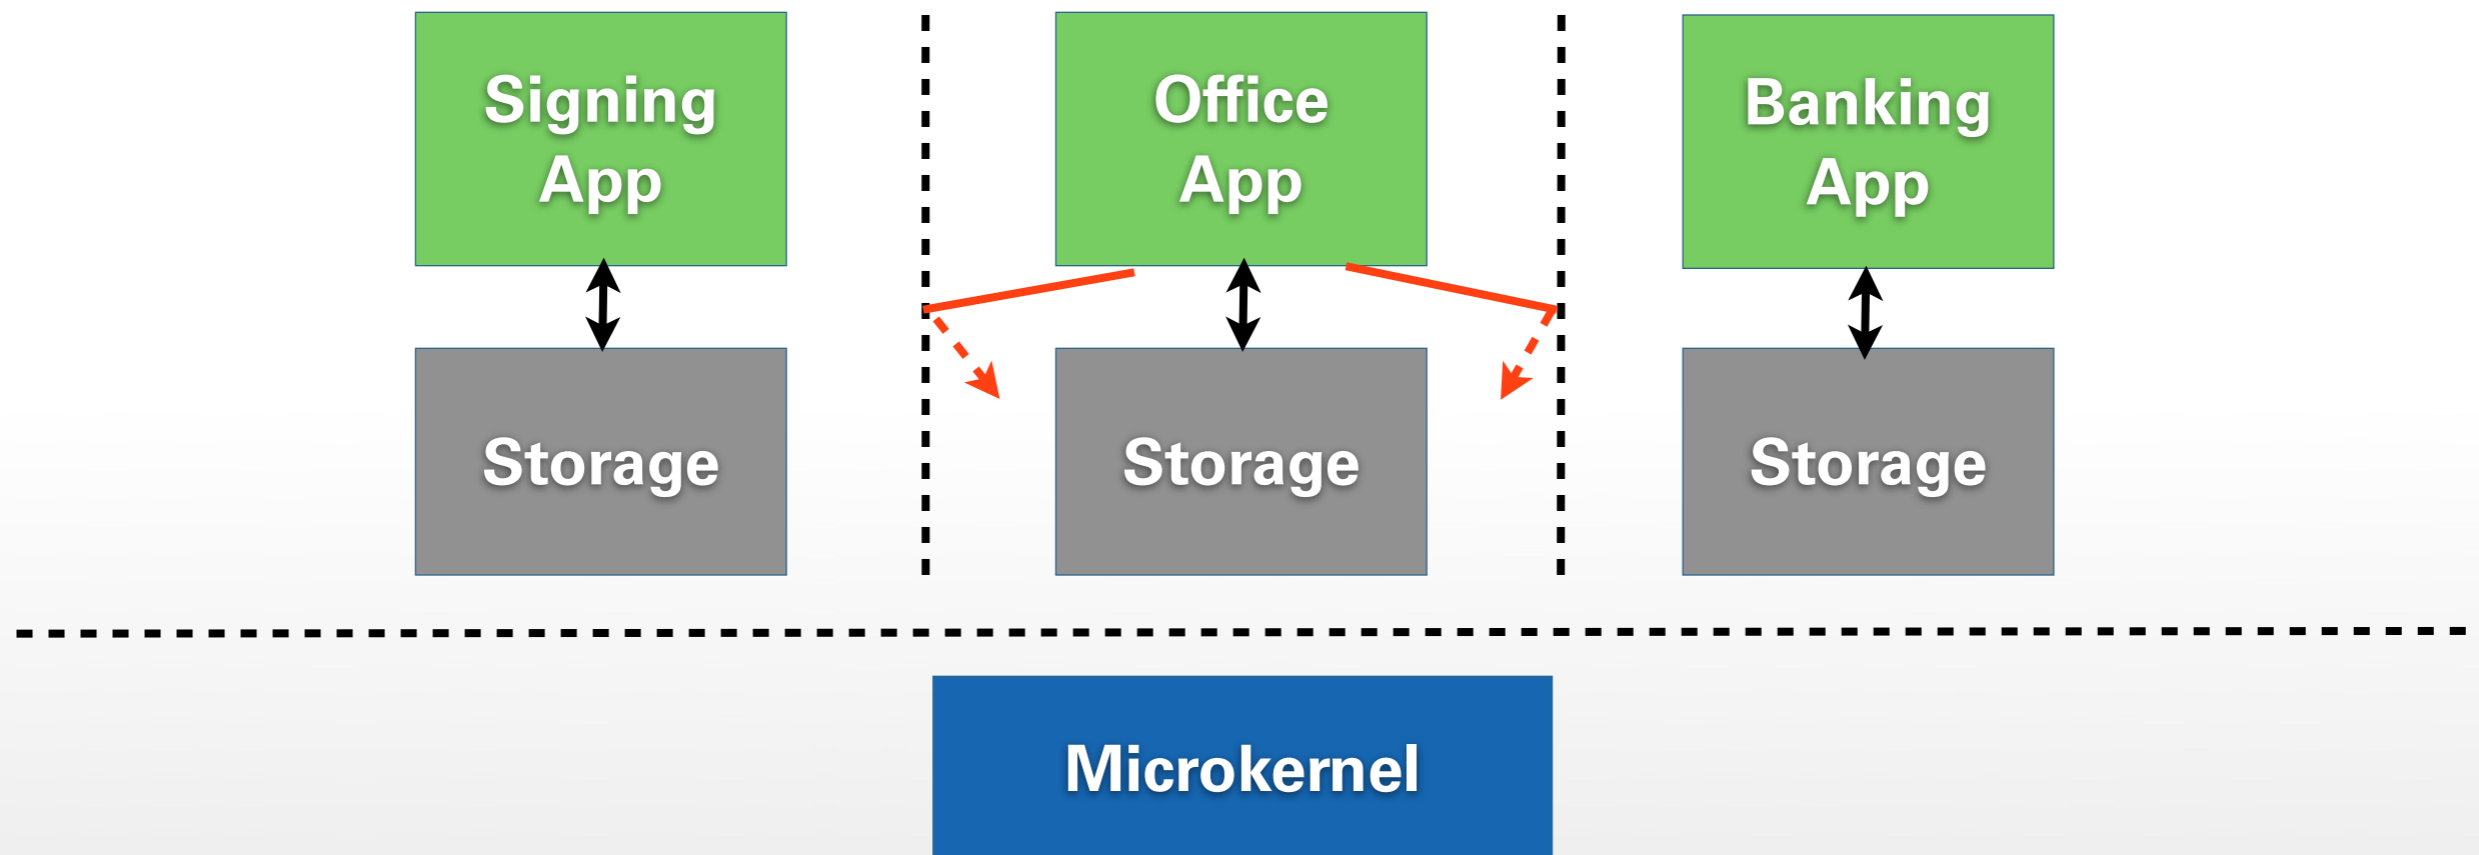 Signing
App
Office
App
Banking
App
Storage
Storage
Storage
Microkernel